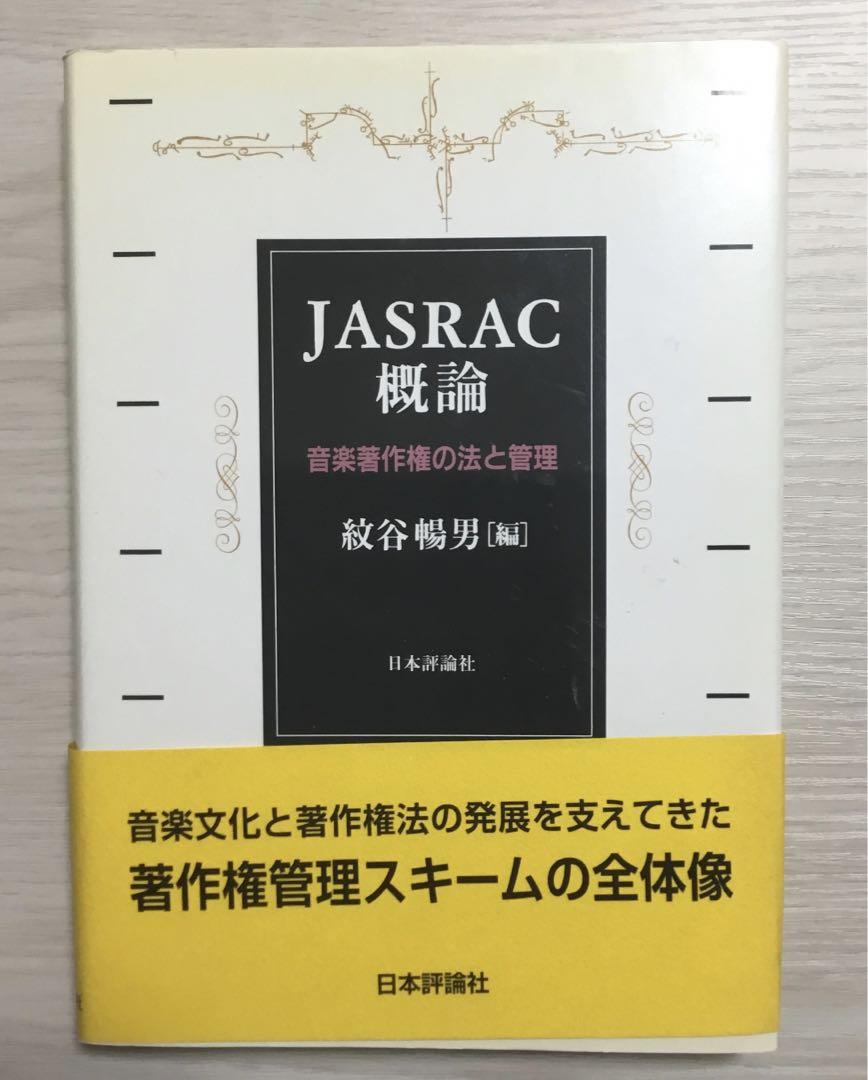 JASRAC
概論
音楽著作権の法と管理
紋谷暢男[編]
日本評論社
音楽文化と著作権法の発展を支えてきた
著作権管理スキームの全体像
日本評論社